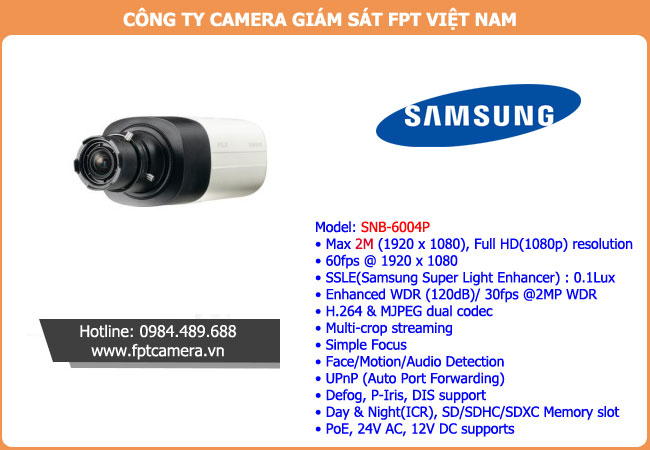 CÔNG TY CAMERA GIÁM SÁT FPT VIỆT NAM
SAMSUNG
Model: SNB-6004P
• Max 2M (1920 x 1080), Full HD(1080p) resolution
• 60fps @ 1920 x 1080
• SSLE(Samsung Super Light Enhancer) : 0.1Lux
• Enhanced WDR (120dB)/ 30fps @2MP WDR
• H.264 & MJPEG dual codec
• Multi-crop streaming
• Simple Focus
• Face/Motion/Audio Detection
• UPnP (Auto Port Forwarding)
• Defog, P-Iris, DIS support
• Day & Night(ICR), SD/SDHC/SDXC Memory slot
• PoE, 24V AC, 12V DC supports
Hotline: 0984.489.688
www.fptcamera.vn